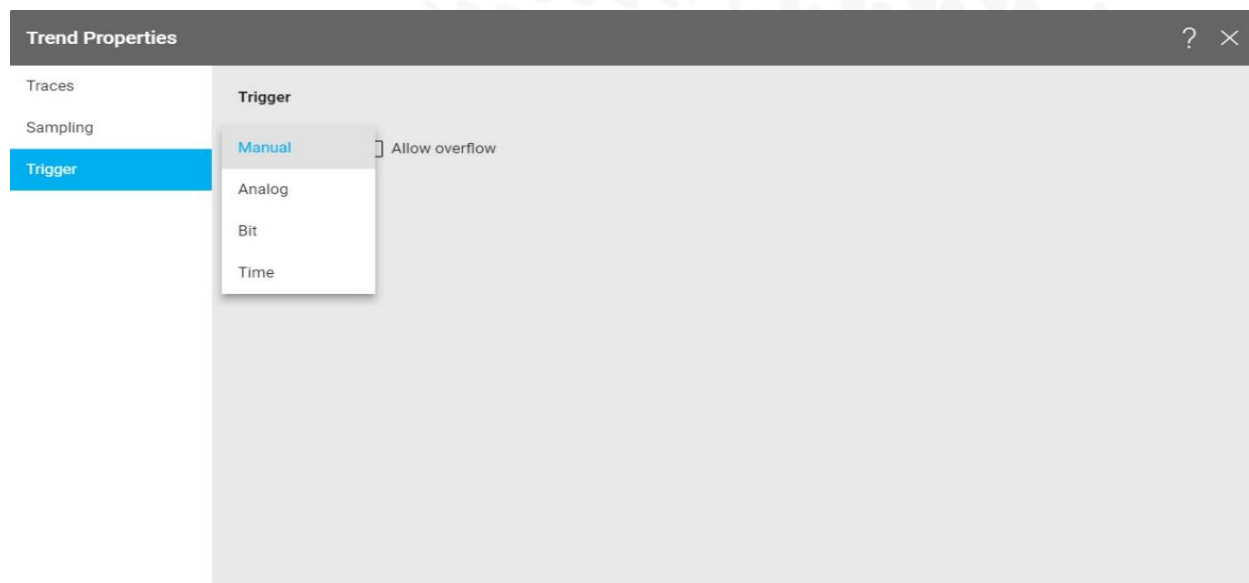 Trend Properties
?
Traces
Sampling
Trigger
Trigger
Manual
Allow overflow
Analog
Bit
Time